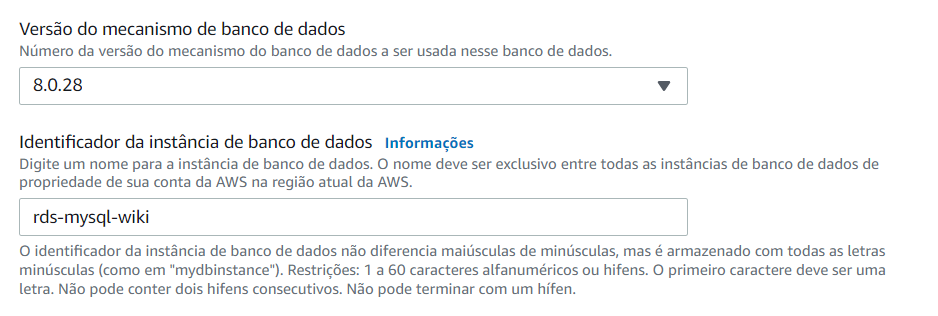 Versão do mecanismo de banco de dados
Número da versão do mecanismo do banco de dados a ser usada nesse banco de dados.
8.0.28
Identificador da instância de banco de dados Informações
Digite um nome para a instância de banco de dados. O nome deve ser exclusivo entre todas as instâncias de banco de dados de
propriedade de sua conta da AWS na região atual da AWS.
rds-mysql-wiki
O identificador da instância de banco de dados não diferencia maiúsculas de minúsculas, mas é armazenado com todas as letras
minúsculas (como em "mydbinstance"). Restrições: 1 a 60 caracteres alfanuméricos ou hifens. O primeiro caractere deve ser uma
letra. Não pode conter dois hifens consecutivos. Não pode terminar com um hífen.